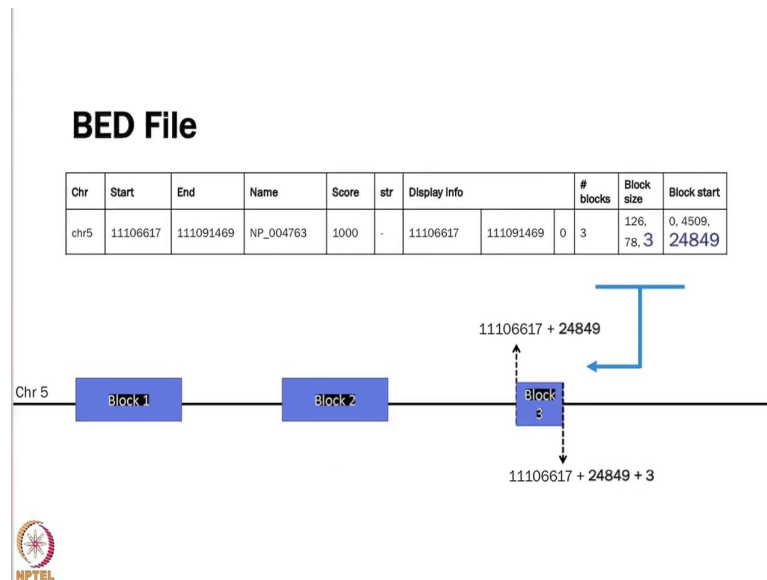 BED File
Chr Start End Name Score str Display info # blocks Block size Block start
chr5 11106617 111091469 NP_004763 1000 - 11106617 111091469 0 3 126, 78, 3 0, 4509, 24849
11106617 + 24849
Chr 5
Block 1
Block 2
Block
3
11106617 + 24849 + 3
NPTEL